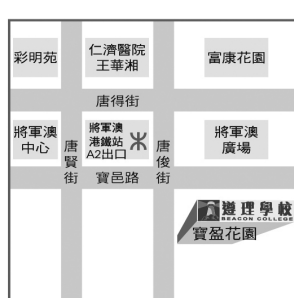 彩明苑
仁濟醫院
王華湘
富康花園
唐得街
將軍澳
中心
唐賢街
將軍澳
港鐵站
A2出口
唐俊街
將軍澳
廣場
寶邑路
遵理學校
BEACON COLLEGE
寶盈花園